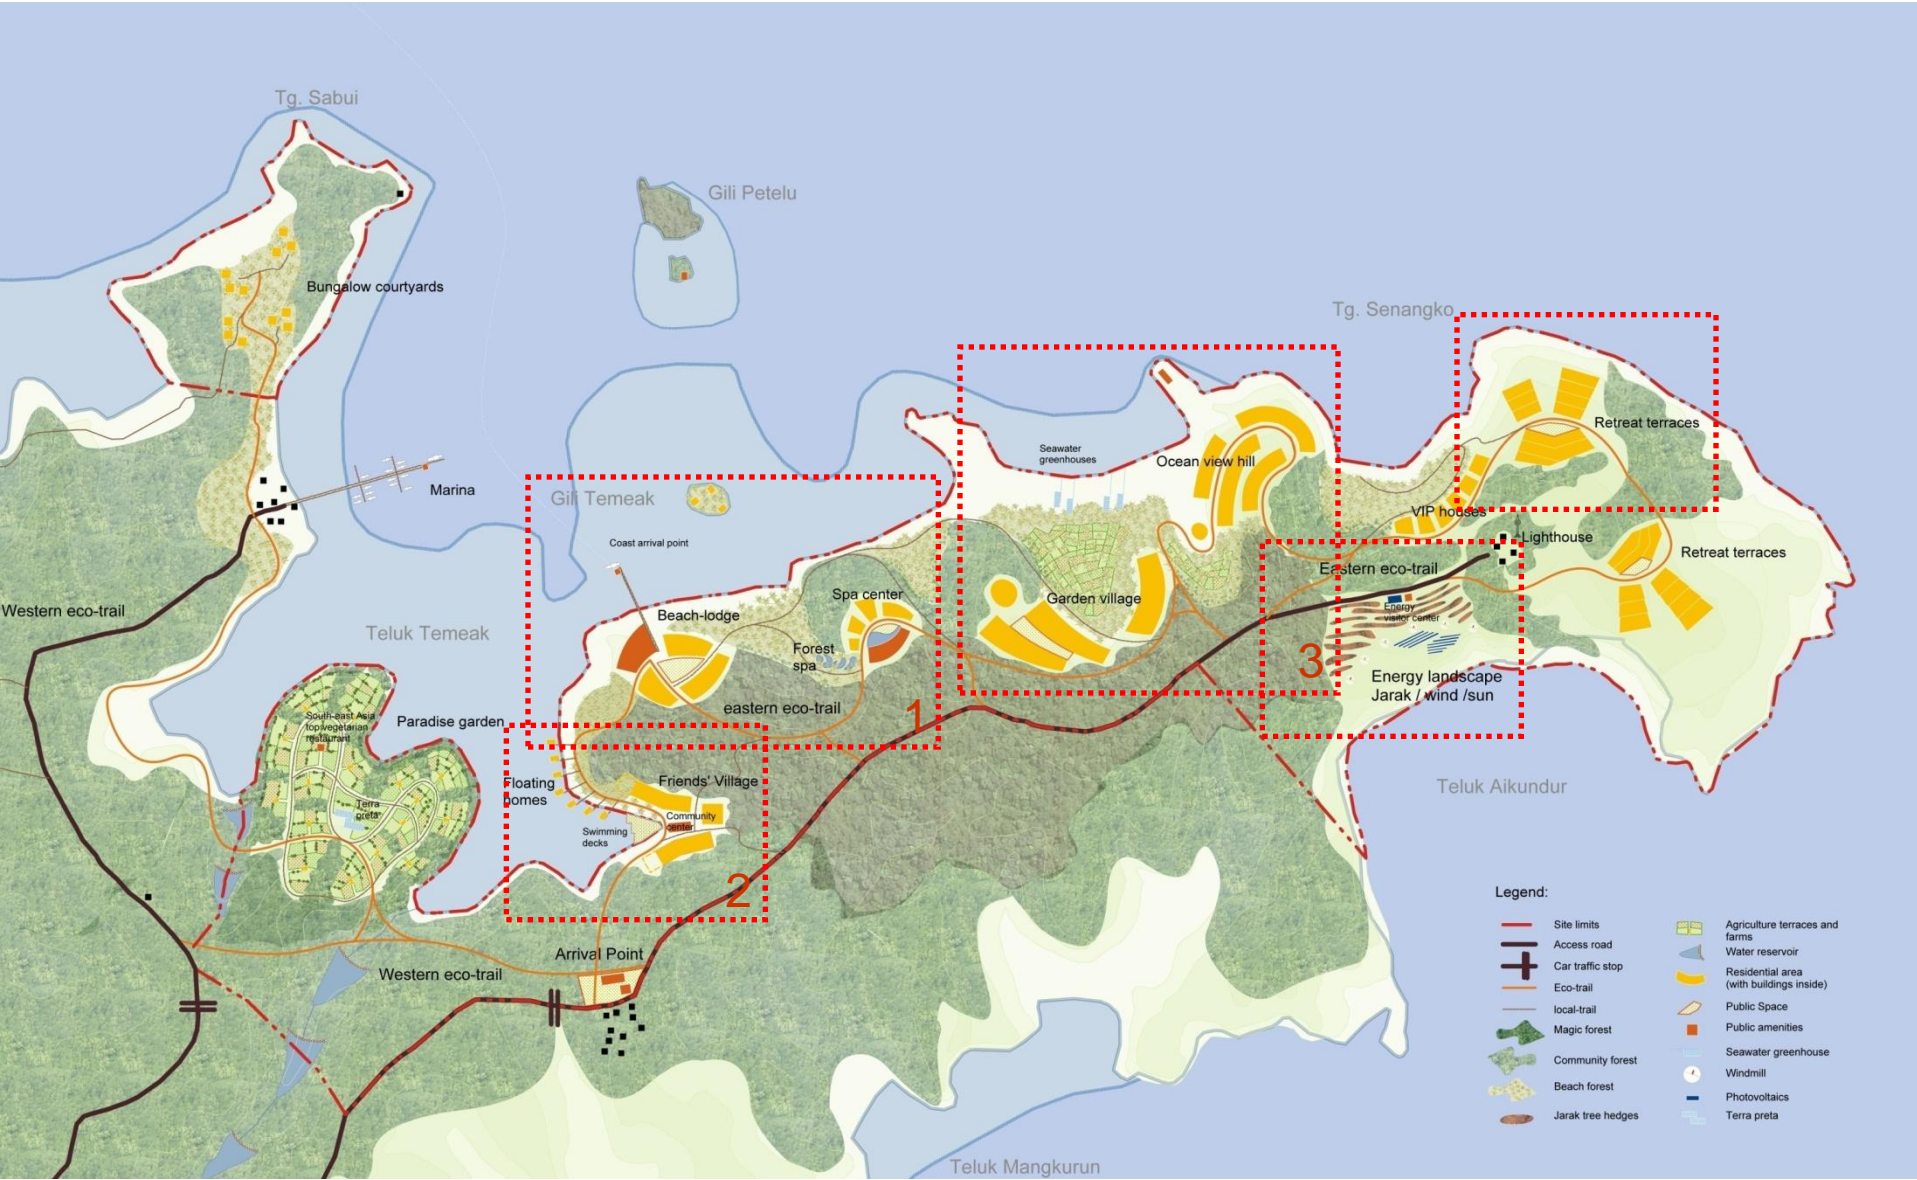 Tg. Sabui
Gili Petelu
Bungalow courtyards
Tg. Senangko
Retreat terraces
Seawater
greenhouses
Ocean view hill
Marina
Gili Temeak
VIP houses
Lighthouse
Coast arrival point
Retreat terraces
Eastern eco-trail
Western eco-trail
Beach-lodge
Spa center
Garden village
Energy
visitor center
Teluk Temeak
Forest
spa
3
Energy landscape
Jarak / wind /sun
eastern eco-trail
1
South-east Asia
top vegetarian
restaurant
Paradise garden
Floating
homes
Friends' Village
Teluk Aikundur
Terra
preta
Swimming
decks
Community
center
2
Arrival Point
Western eco-trail
Legend:
Site limits
Access road
Car traffic stop
Eco-trail
local-trail
Magic forest
Community forest
Beach forest
Jarak tree hedges
Agriculture terraces and
farms
Water reservoir
Residential area
(with buildings inside)
Public Space
Public amenities
Seawater greenhouse
Windmill
Photovoltaics
Terra preta
Teluk Mangkurun